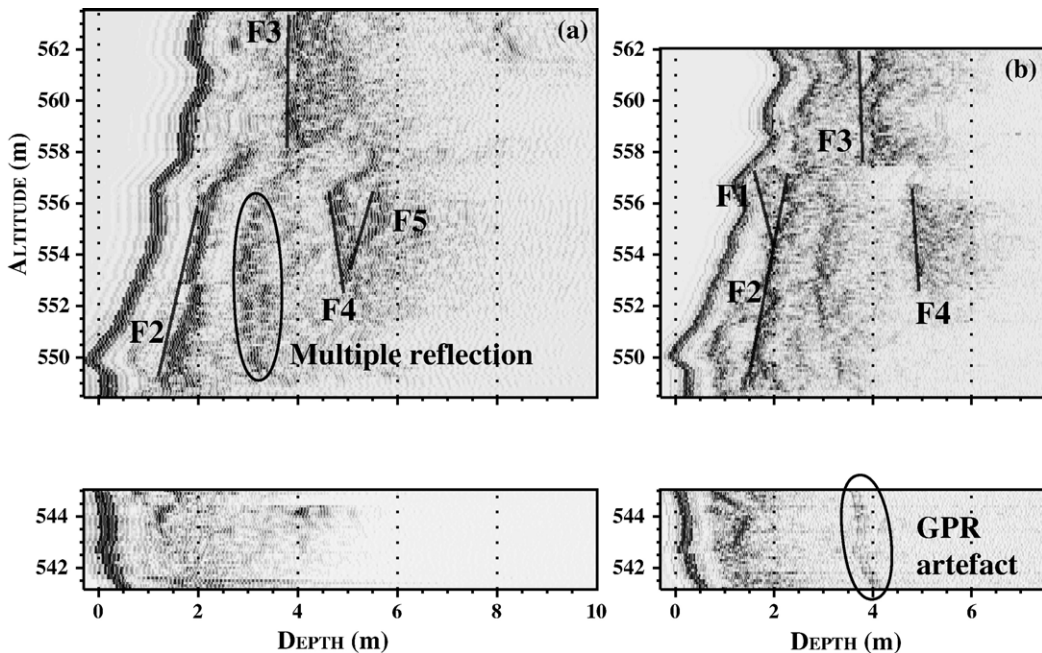 (a)
(b)
F3
F2
F4
F5
Multiple reflection
F3
F1
F2
F4
ALTITUDE (m)
562
560
558
556
554
552
550
562
560
558
556
554
552
550
544
542
544
542
GPR
artefact
0 2 4 6 8 10
0 2 4 6
DEPTH (m)
DEPTH (m)